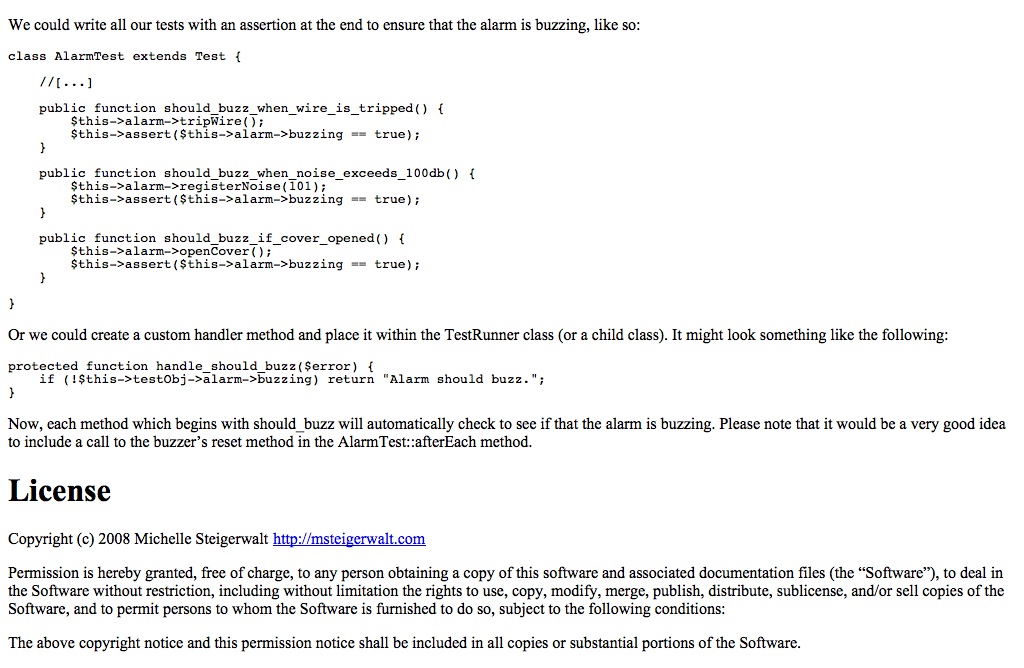 We could write all our tests with an assertion at the end to ensure that the alarm is buzzing, like so:
class AlarmTest extends Test {
//[...]
public function should_buzz_when_wire_is_tripped() {
$this->alarm->tripWire();
$this->assert($this->alarm->buzzing == true);
}
public function should_buzz_when_noise_exceeds_100db() {
$this->alarm->registerNoise(101);
$this->assert($this->alarm->buzzing == true);
}
public function should_buzz_if_cover_opened() {
$this->alarm->openCover();
$this->assert($this->alarm->buzzing == true);
}
}
Or we could create a custom handler method and place it within the TestRunner class (or a child class). It might look something like the following:
protected function handle_should_buzz($error) {
if (!$this->testObj->alarm->buzzing) return "Alarm should buzz.";
}
Now, each method which begins with should_buzz will automatically check to see if that the alarm is buzzing. Please note that it would be a very good idea
to include a call to the buzzer’s reset method in the AlarmTest::afterEach method.
License
Copyright (c) 2008 Michelle Steigerwalt http://msteigerwalt.com
Permission is hereby granted, free of charge, to any person obtaining a copy of this software and associated documentation files (the “Software”), to deal in
the Software without restriction, including without limitation the rights to use, copy, modify, merge, publish, distribute, sublicense, and/or sell copies of the
Software, and to permit persons to whom the Software is furnished to do so, subject to the following conditions:
The above copyright notice and this permission notice shall be included in all copies or substantial portions of the Software.